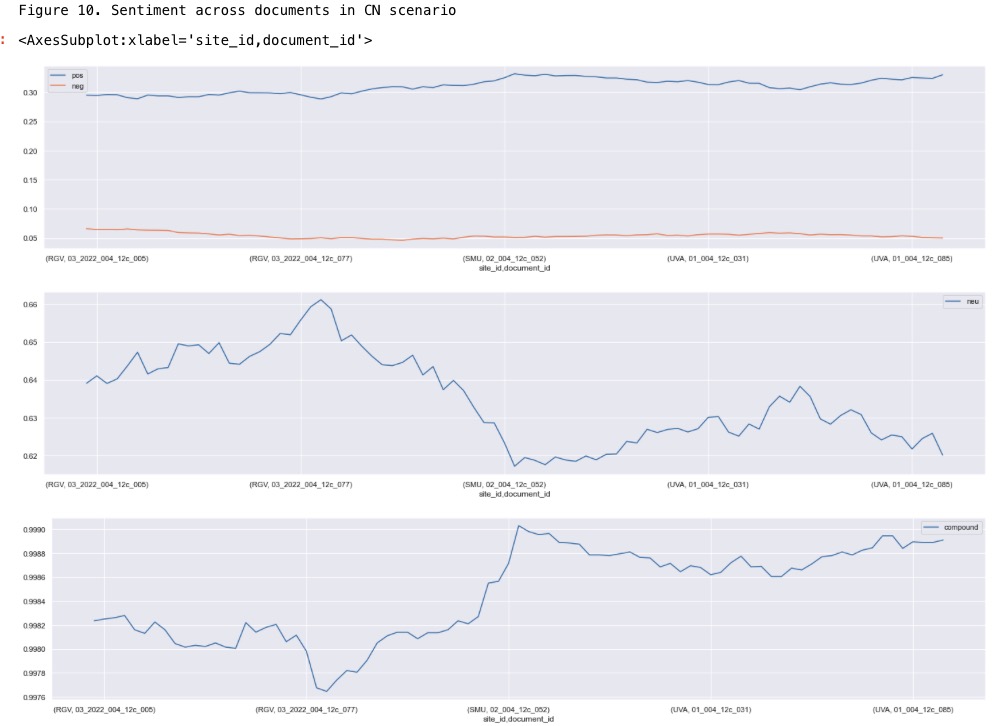 Figure 10. Sentiment across documents in CN scenario
: <AxesSubplot:xlabel='site_id,document_id'>
pos
neg
0.30
0.25
0.20
0.15
0.10
0.05
(RGV, 03_2022_004_12c_005) (RGV, 03_2022_004_12c_077) (SMU, 02_004_12c_052) (UVA, 01_004_12c_031) (UVA, 01_004_12c_085)
site_id,document_id
neu
0.66
0.65
0.64
0.63
0.62
(RGV, 03_2022_004_12c_005) (RGV, 03_2022_004_12c_077) (SMU, 02_004_12c_052) (UVA, 01_004_12c_031) (UVA, 01_004_12c_085)
site_id,document_id
compound
0.9990
0.9988
0.9986
0.9984
0.9982
0.9980
0.9978
0.9976
(RGV, 03_2022_004_12c_005) (RGV, 03_2022_004_12c_077) (SMU, 02_004_12c_052) (UVA, 01_004_12c_031) (UVA, 01_004_12c_085)
site_id,document_id